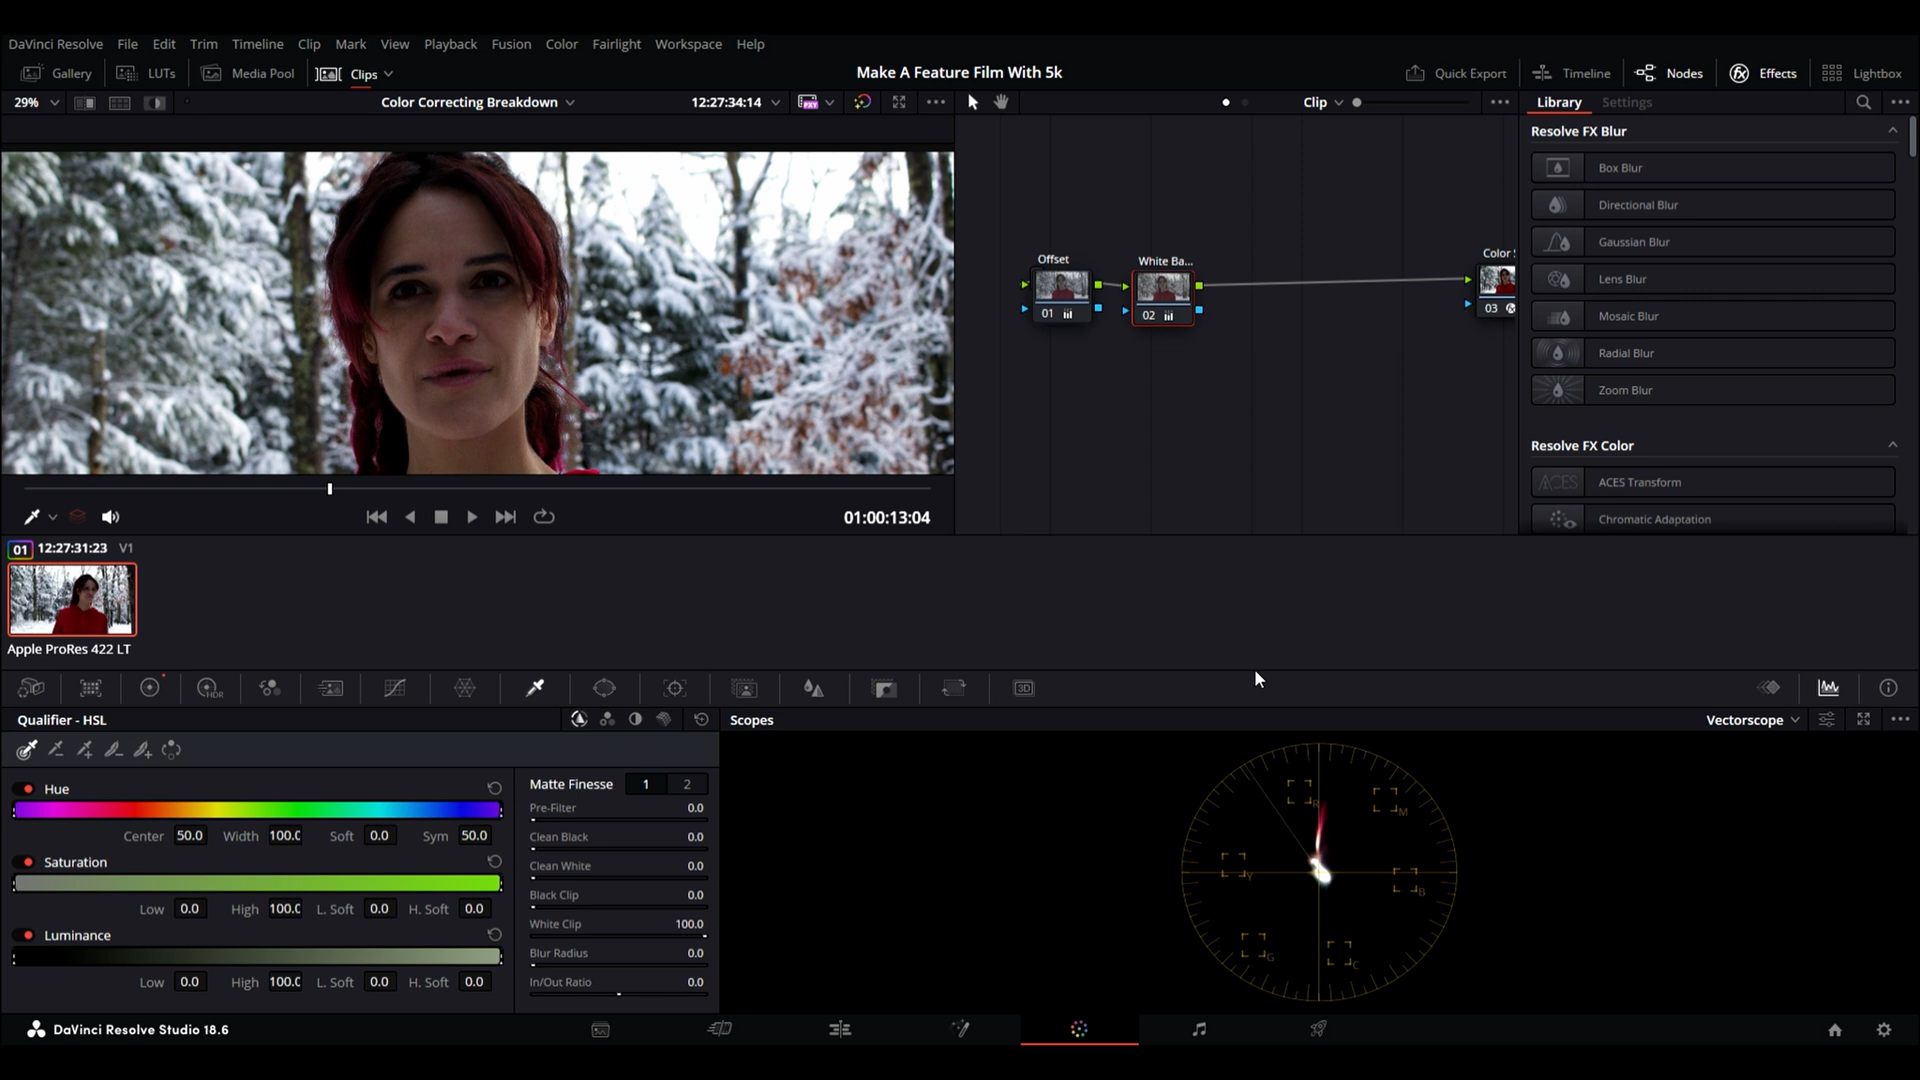 DaVinci Resolve File Edit Trim Timeline Clip Mark View Playback Fusion Color Fairlight Workspace Help
Gallery LUTs Media Pool Clips Make A Feature Film With 5k Quick Export Timeline Nodes Effects Lightbox
29% Color Correcting Breakdown 12:27:34:14 Clip Library Settings
Resolve FX Blur
Box Blur
Directional Blur
Gaussian Blur
Lens Blur
Mosaic Blur
Radial Blur
Zoom Blur
Resolve FX Color
ACES ACES Transform
Chromatic Adaptation
Offset White Ba... Color
01 02 03
01:00:13:04
01 12:27:31:23 V1
Apple ProRes 422 LT
HDR 3D
Qualifier - HSL
Hue
Center 50.0 Width 100.0 Soft 0.0 Sym 50.0
Saturation
Low 0.0 High 100.0 L. Soft 0.0 H. Soft 0.0
Luminance
Low 0.0 High 100.0 L. Soft 0.0 H. Soft 0.0
Matte Finesse 1 2
Pre-Filter 0.0
Clean Black 0.0
Clean White 0.0
Black Clip 0.0
White Clip 100.0
Blur Radius 0.0
In/Out Ratio 0.0
Scopes Vectorscope
R M
Y B
G C
DaVinci Resolve Studio 18.6